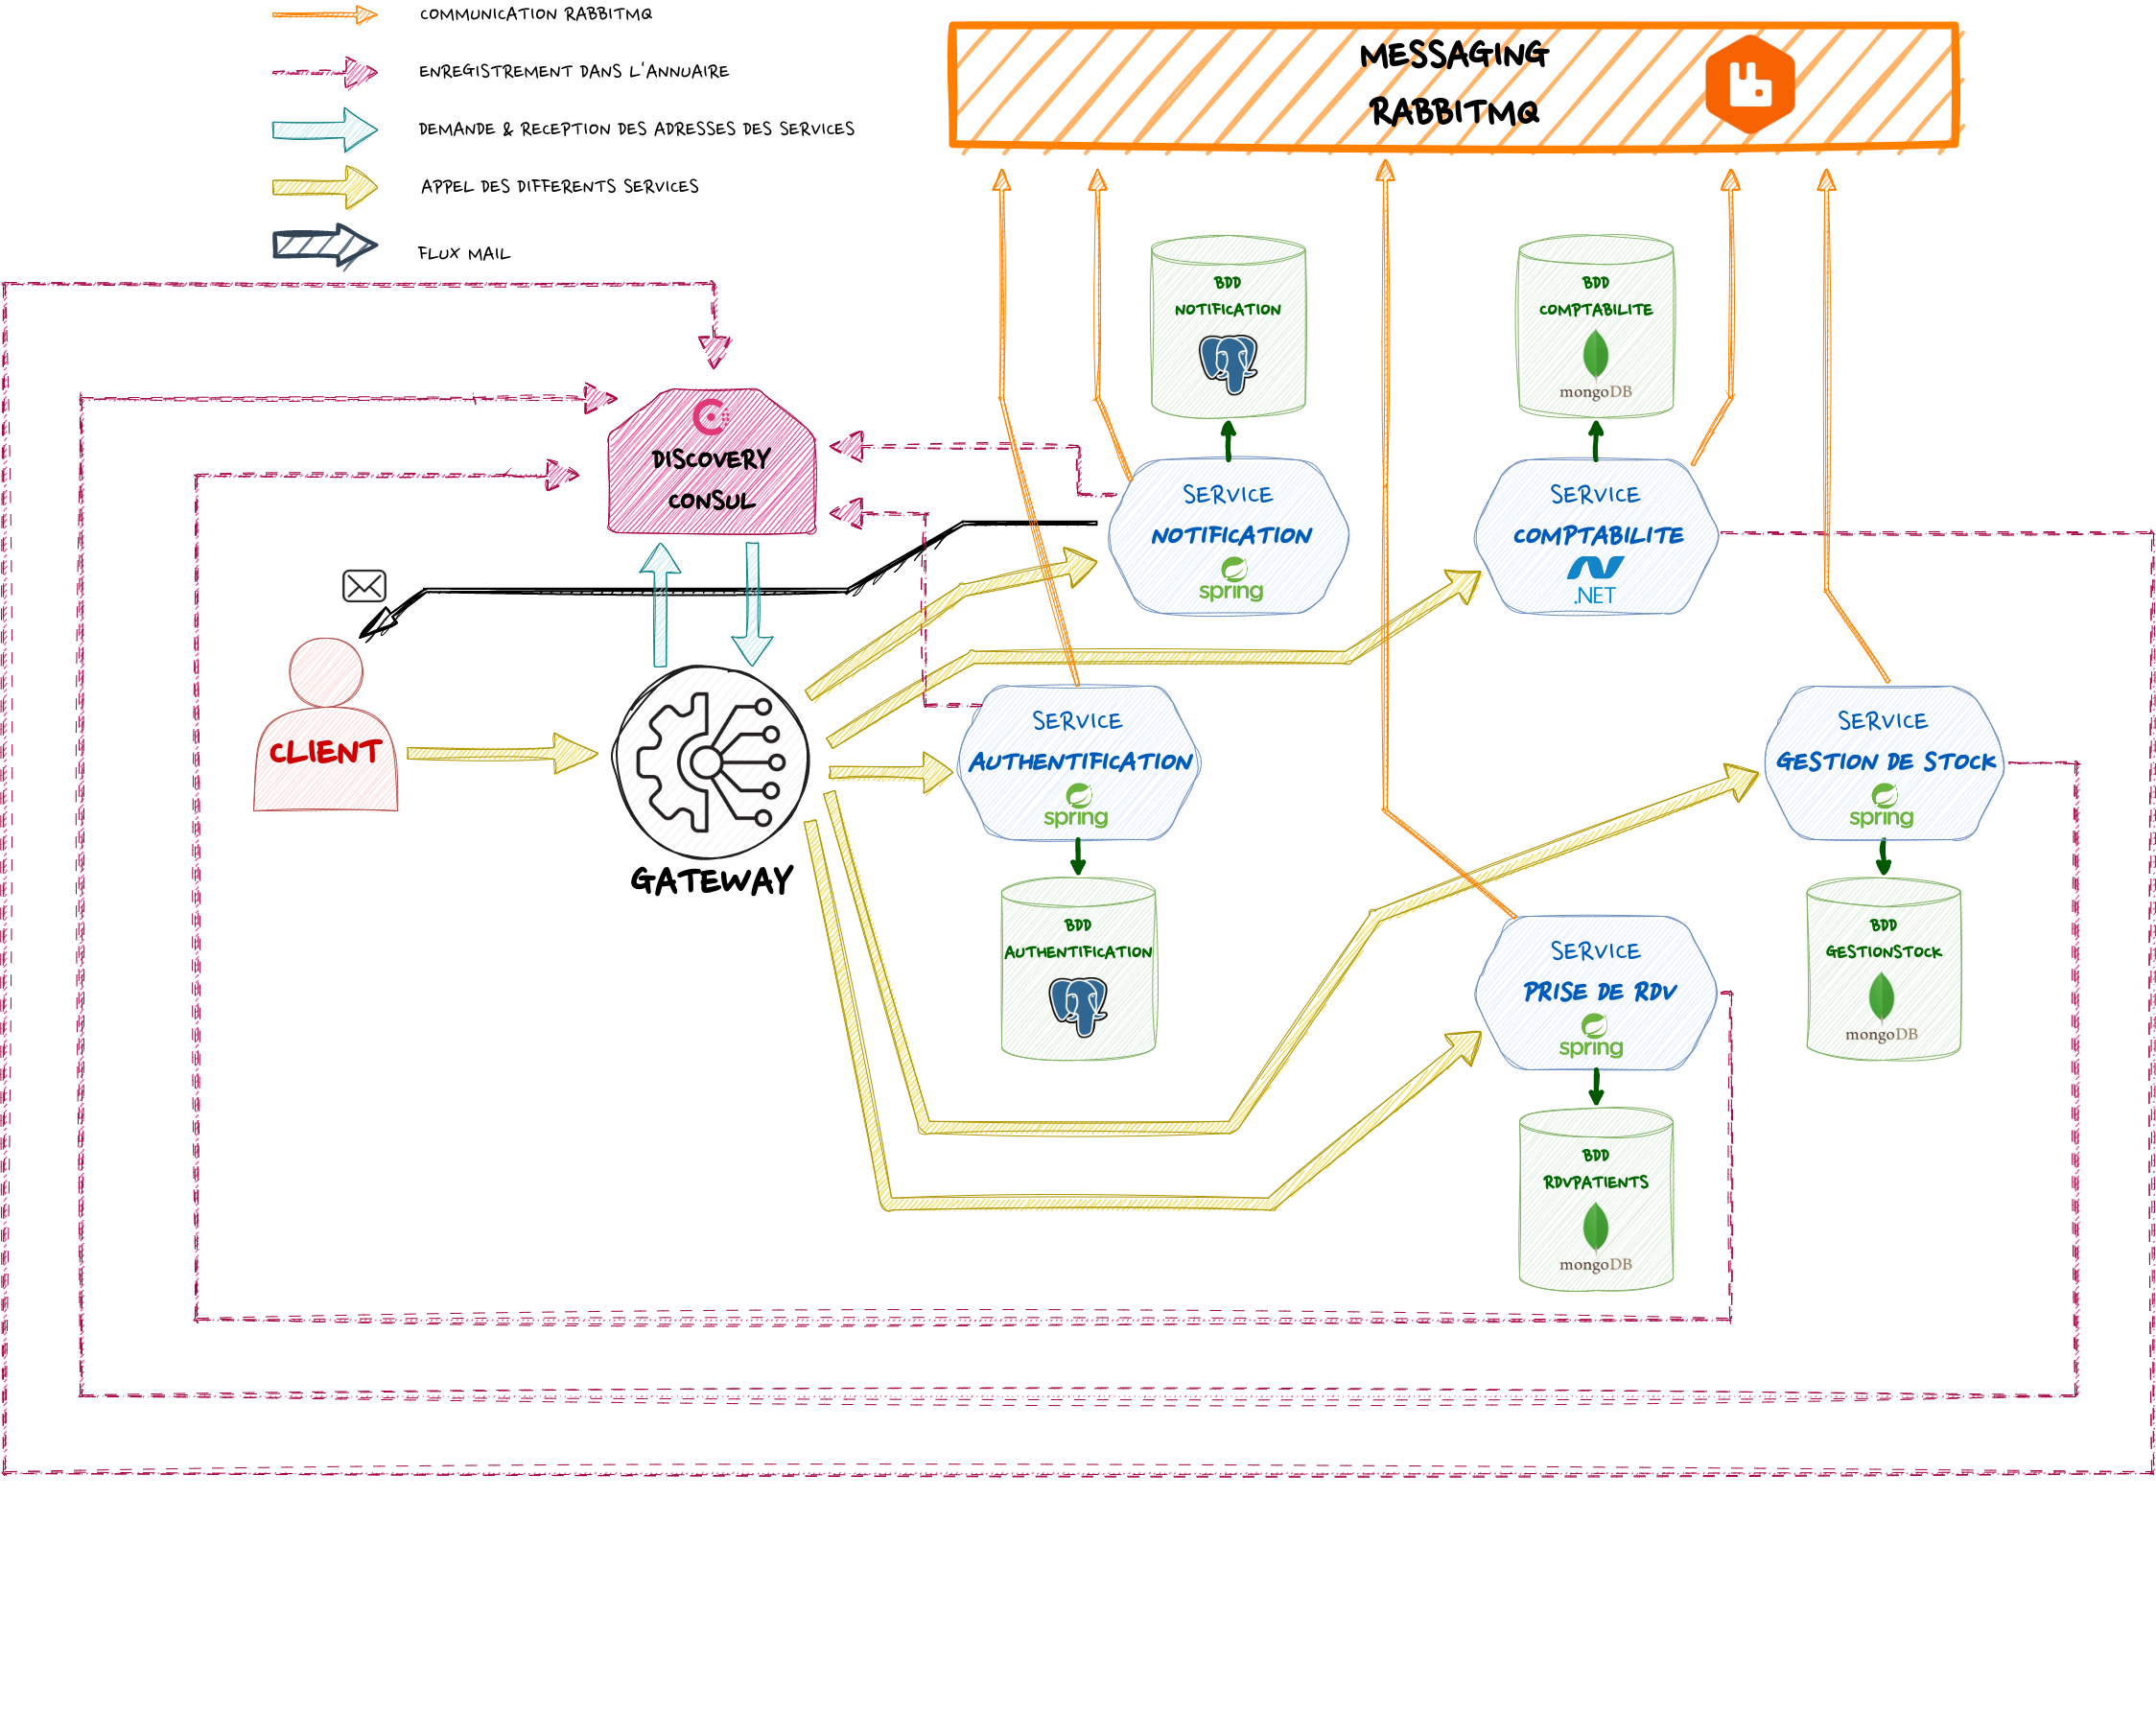 COMMUNICATION RABBITMQ
ENREGISTREMENT DANS L'ANNUAIRE
DEMANDE & RECEPTION DES ADRESSES DES SERVICES
APPEL DES DIFFERENTS SERVICES
FLUX MAIL
MESSAGING
RABBITMQ
BDD
NOTIFICATION
BDD
COMPTABILITE
mongoDB
DISCOVERY
CONSUL
SERVICE
NOTIFICATION
spring
SERVICE
COMPTABILITE
.NET
CLIENT
GATEWAY
SERVICE
AUTHENTIFICATION
spring
SERVICE
GESTION DE STOCK
spring
BDD
AUTHENTIFICATION
SERVICE
PRISE DE RDV
spring
BDD
GESTIONSTOCK
mongoDB
BDD
RDVPATIENTS
mongoDB